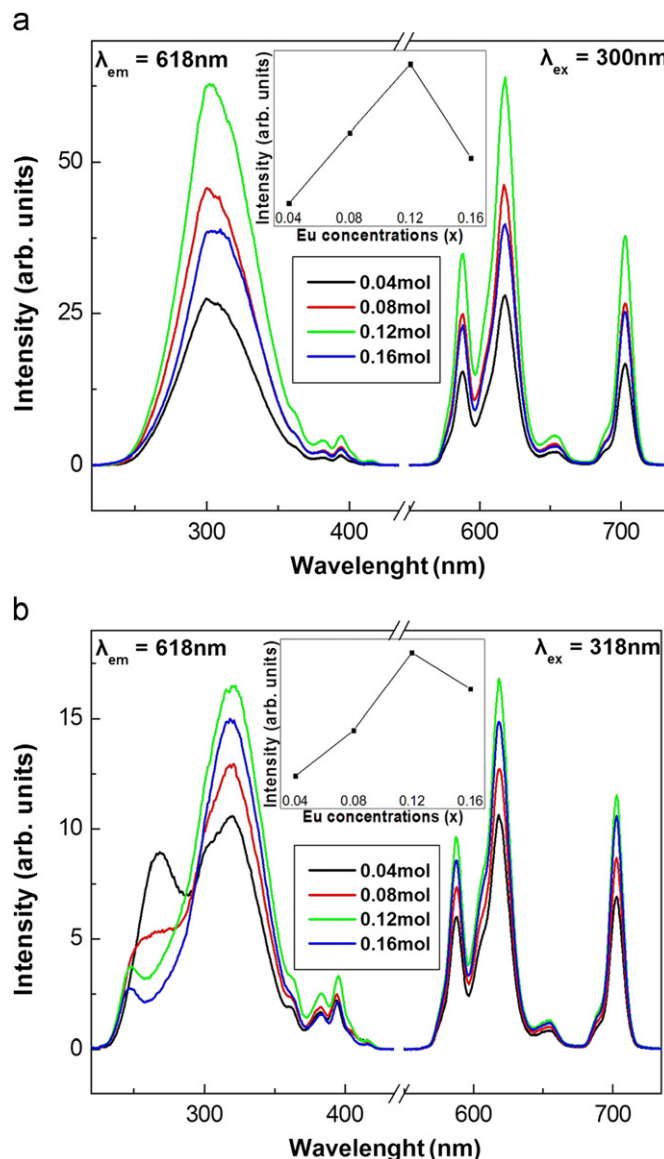 a
λem = 618nm
λex = 300nm
Intensity (arb. units)
0.04 0.08 0.12 0.16
Eu concentrations (x)
50
25
0
Intensity (arb. units)
0.04mol
0.08mol
0.12mol
0.16mol
300 400 600 700
Wavelenght (nm)
b
λem = 618nm
λex = 318nm
Intensity (arb. units)
0.04 0.08 0.12 0.16
Eu concentrations (x)
15
10
5
0
Intensity (arb. units)
0.04mol
0.08mol
0.12mol
0.16mol
300 400 600 700
Wavelenght (nm)